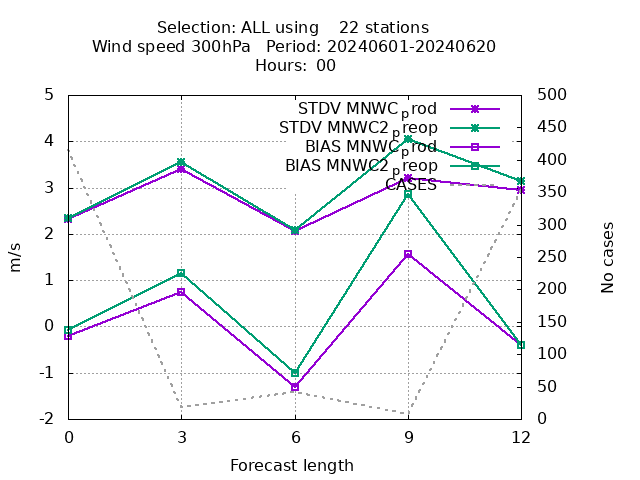 Selection: ALL using 22 stations
Wind speed 300hPa Period: 20240601-20240620
Hours: 00
5
4
3
2
1
0
-1
-2
m/s
500
450
400
350
300
250
200
150
100
50
0
No cases
STDV MNWC_prod
STDV MNWC2_preop
BIAS MNWC_prod
BIAS MNWC2_preop
CASES
0 3 6 9 12
Forecast length